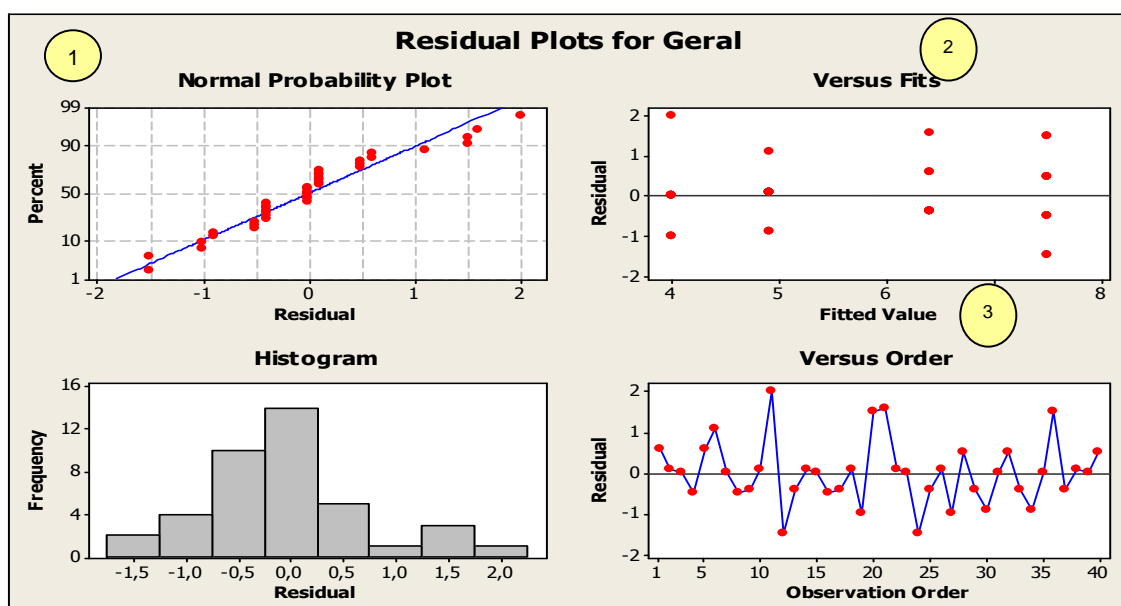 1
2
Residual Plots for Geral
Normal Probability Plot
Versus Fits
99
90
50
10
1
Percent
-2 -1 0 1 2
Residual
2
1
0
-1
-2
Residual
4 5 6 7 8
Fitted Value
3
Histogram
Versus Order
16
12
8
4
0
Frequency
-1,5 -1,0 -0,5 0,0 0,5 1,0 1,5 2,0
Residual
2
1
0
-1
-2
Residual
1 5 10 15 20 25 30 35 40
Observation Order